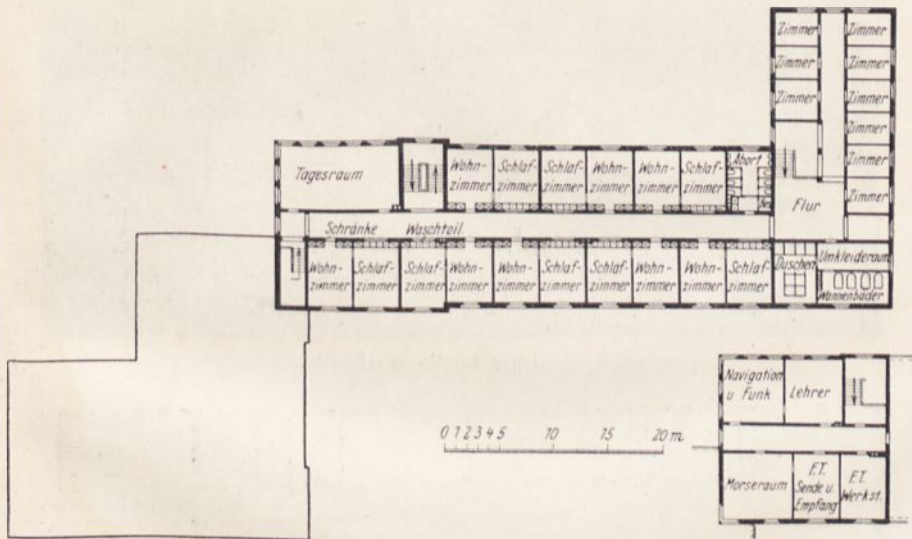 Zimmer Zimmer
Zimmer Zimmer
Zimmer Zimmer
Zimmer
Zimmer
Zimmer
Flur
Tagesraum
Wohn-
zimmer
Schlaf-
zimmer
Schlaf-
zimmer
Wohn-
zimmer
Wohn-
zimmer
Schlaf-
zimmer
Abort
Schränke Waschtoil.
Wohn-
zimmer
Schlaf-
zimmer
Schlaf-
zimmer
Wohn-
zimmer
Wohn-
zimmer
Schlaf-
zimmer
Schlaf-
zimmer
Wohn-
zimmer
Wohn-
zimmer
Schlaf-
zimmer
Duschen
Umkleideraum
Wannenbäder
0 1 2 3 4 5 10 15 20 m
Navigation
u Funk
Lehrer
Morseraum
F.T.
Sende u.
Empfang
F.T.
Werkst.